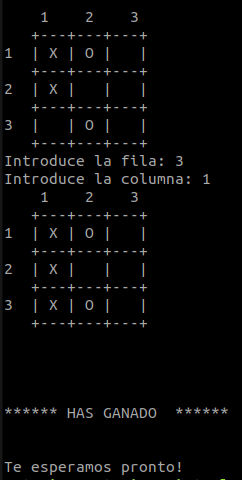 1    2    3
   +---+---+---+
1  | X | O |   |
   +---+---+---+
2  | X |   |   |
   +---+---+---+
3  |   | O |   |
   +---+---+---+
Introduce la fila: 3
Introduce la columna: 1
    1    2    3
   +---+---+---+
1  | X | O |   |
   +---+---+---+
2  | X |   |   |
   +---+---+---+
3  | X | O |   |
   +---+---+---+
****** HAS GANADO  ******
Te esperamos pronto!